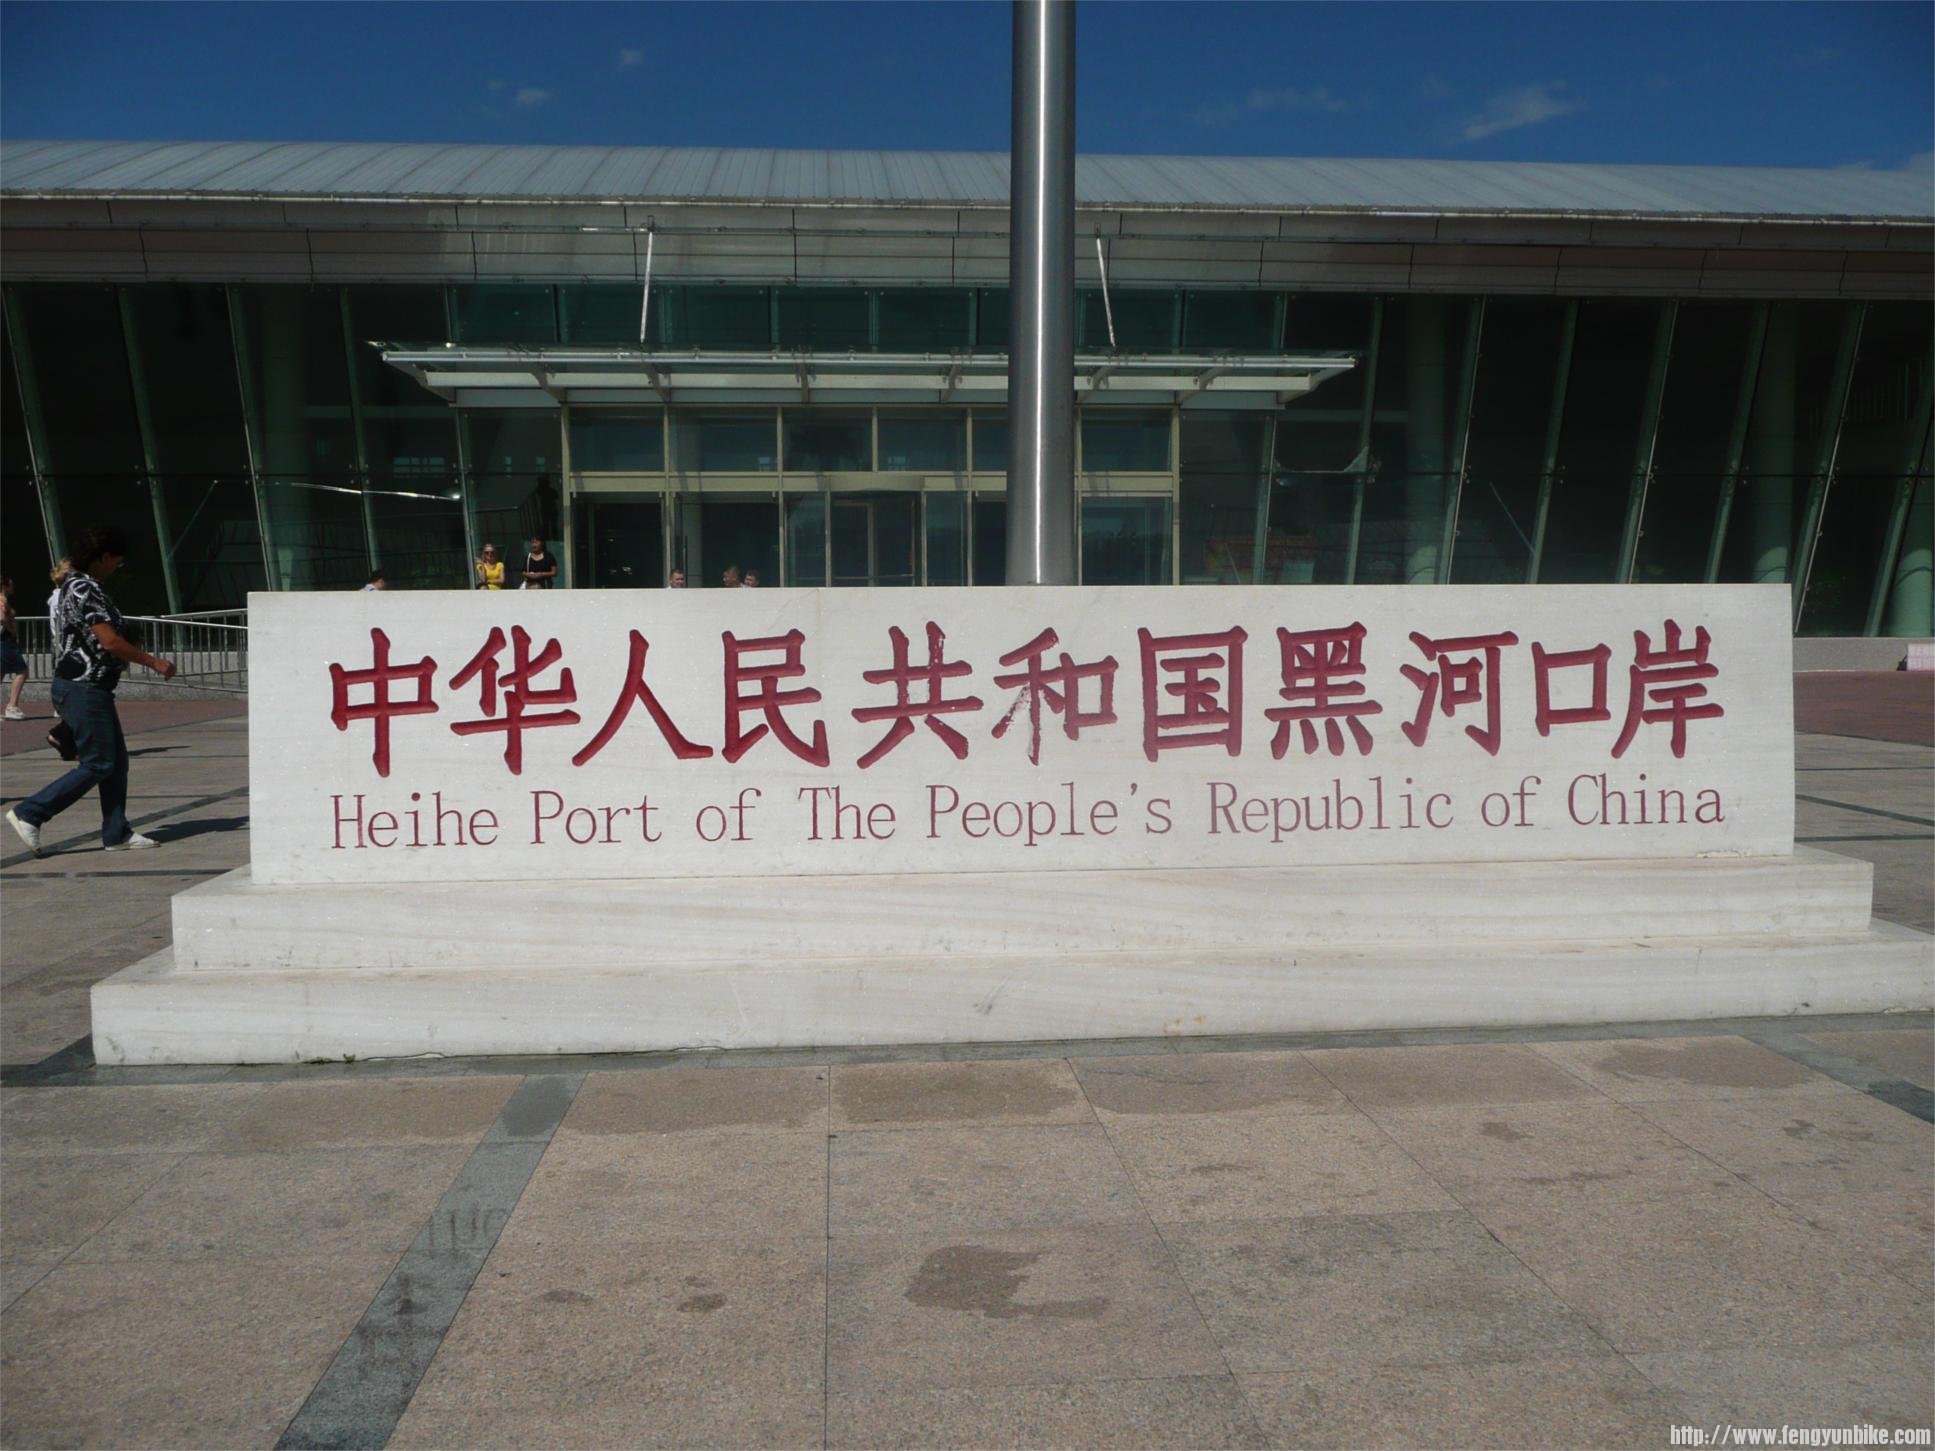 中华人民共和国黑河口岸
Heihe Port of The People's Republic of China
http://www.fengyunbike.com